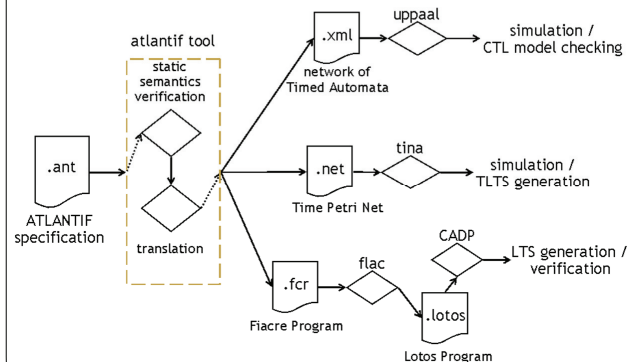 atlantif tool
static
semantics
verification
.ant
ATLANTIF
specification
translation
.xml
network of
Timed Automata
uppaal
simulation /
CTL model checking
.net
Time Petri Net
tina
simulation /
TLTS generation
.fcr
Fiacre Program
flac
.lotos
Lotos Program
CADP
LTS generation /
verification